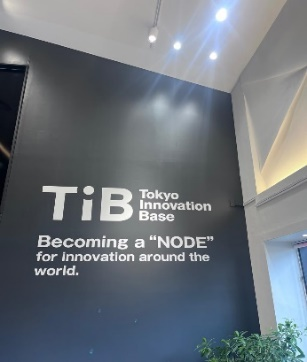 TiB
Tokyo
Innovation
Base
Becoming a “NODE”
for innovation around the
world.